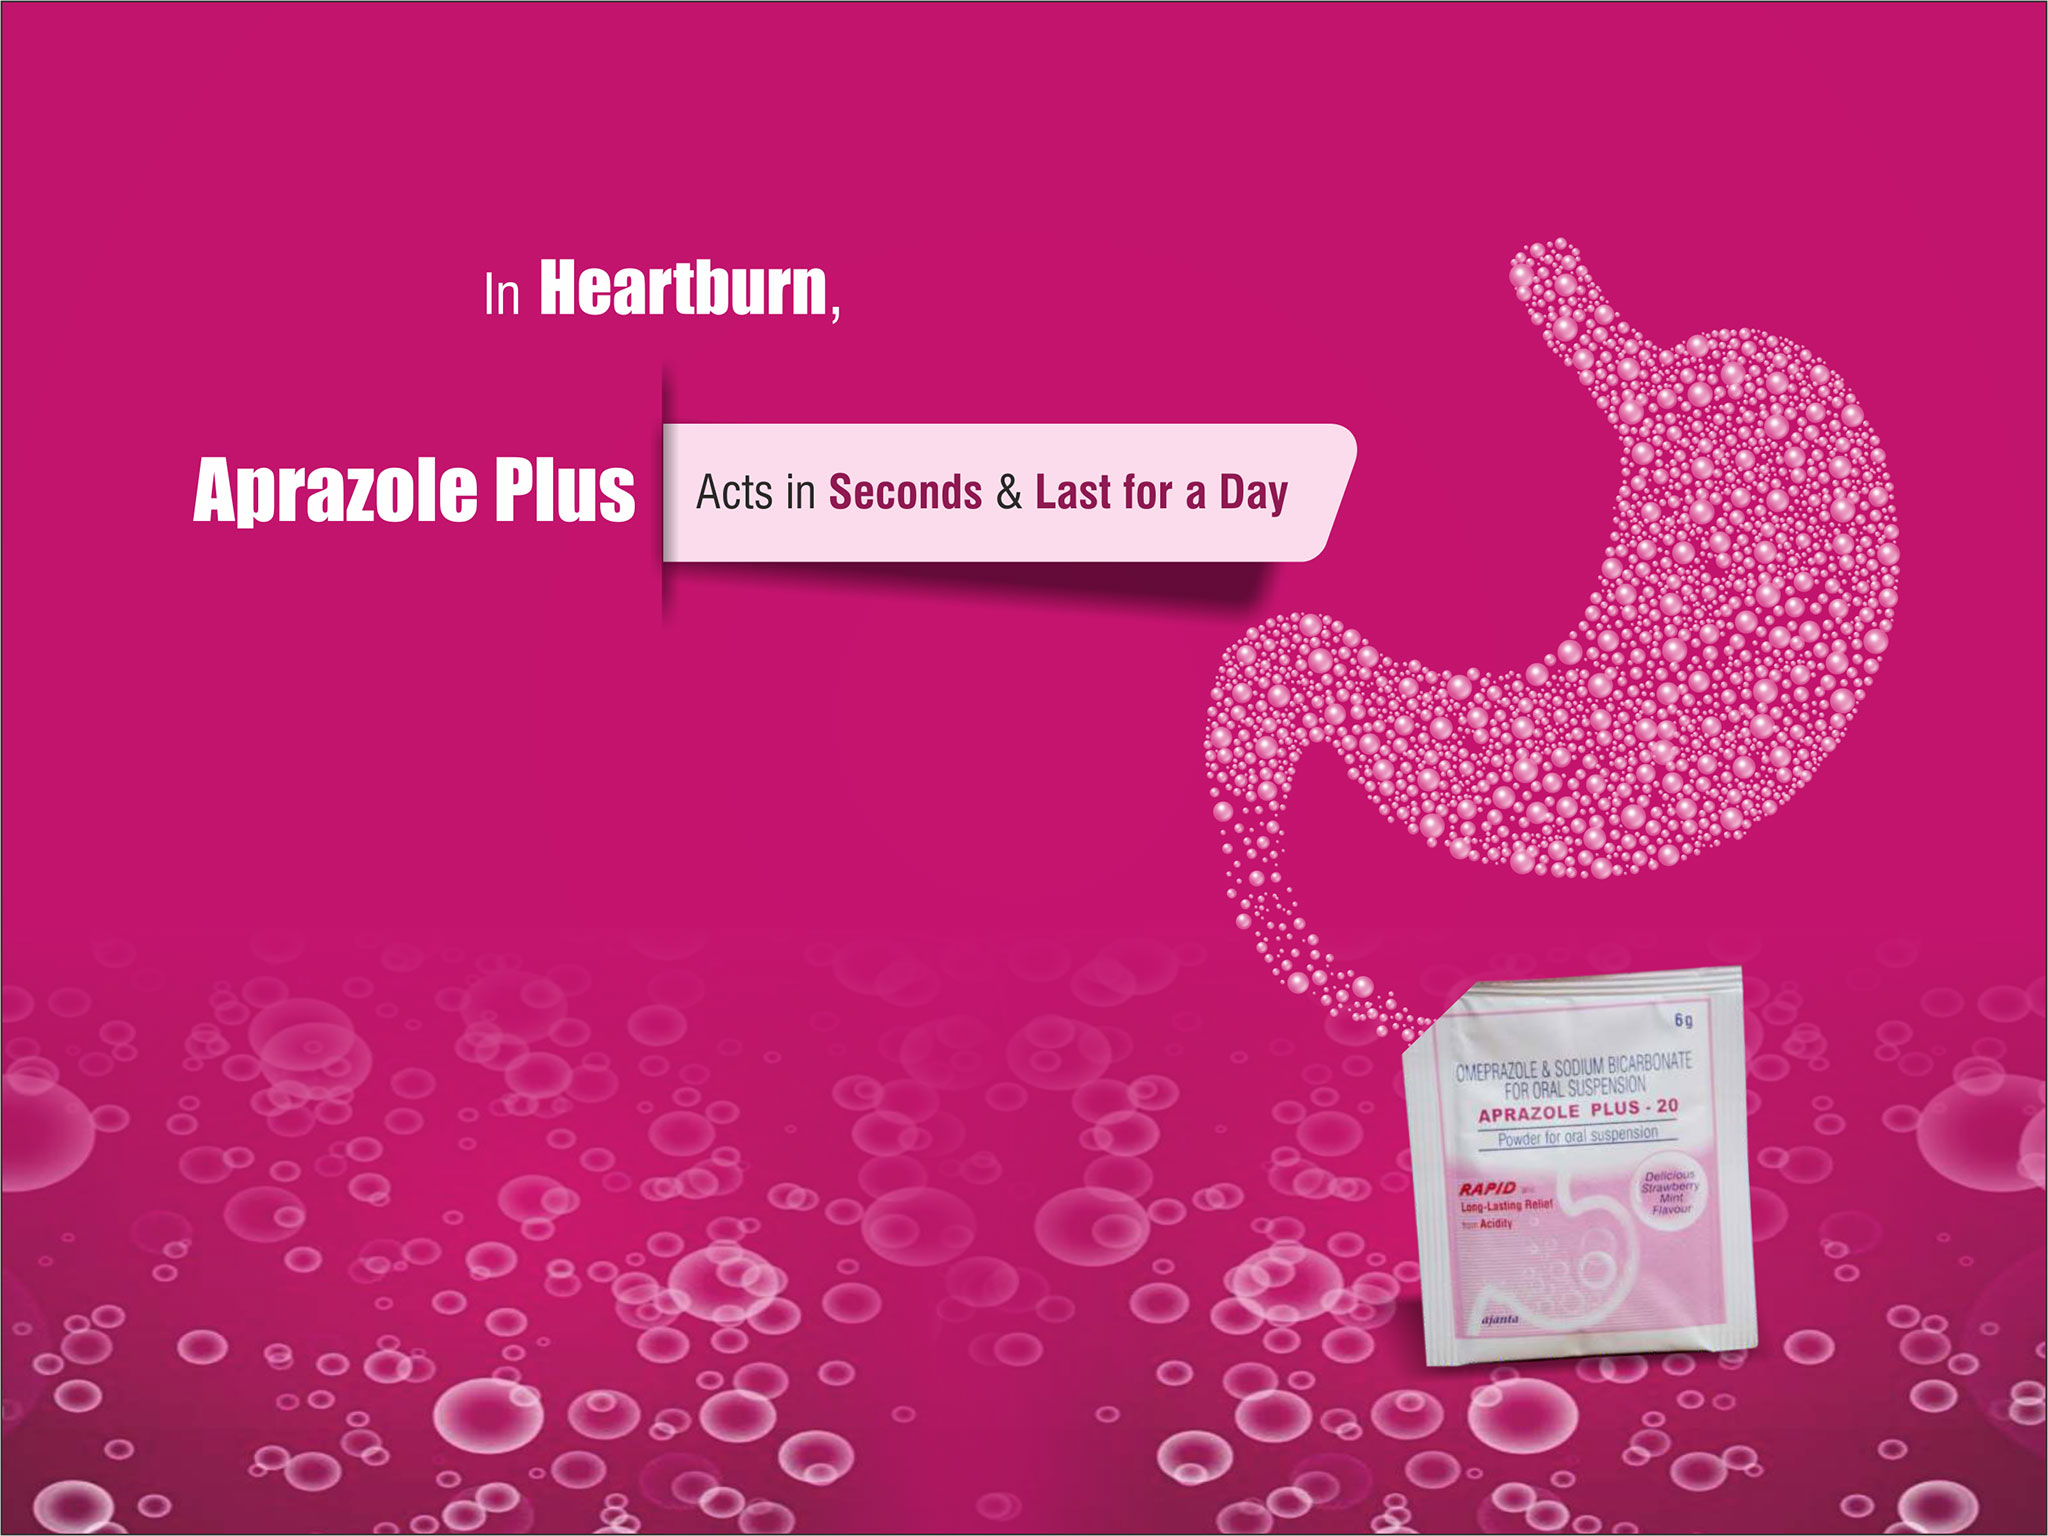 In Heartburn,
Aprazole Plus
Acts in Seconds & Last for a Day
6g
OMEPRAZOLE & SODIUM BICARBONATE
FOR ORAL SUSPENSION
APRAZOLE PLUS - 20
Powder for oral suspension
RAPID
Long-Lasting Relief
from Acidity
Delicious
Strawberry
Mint
Flavour
ajanta